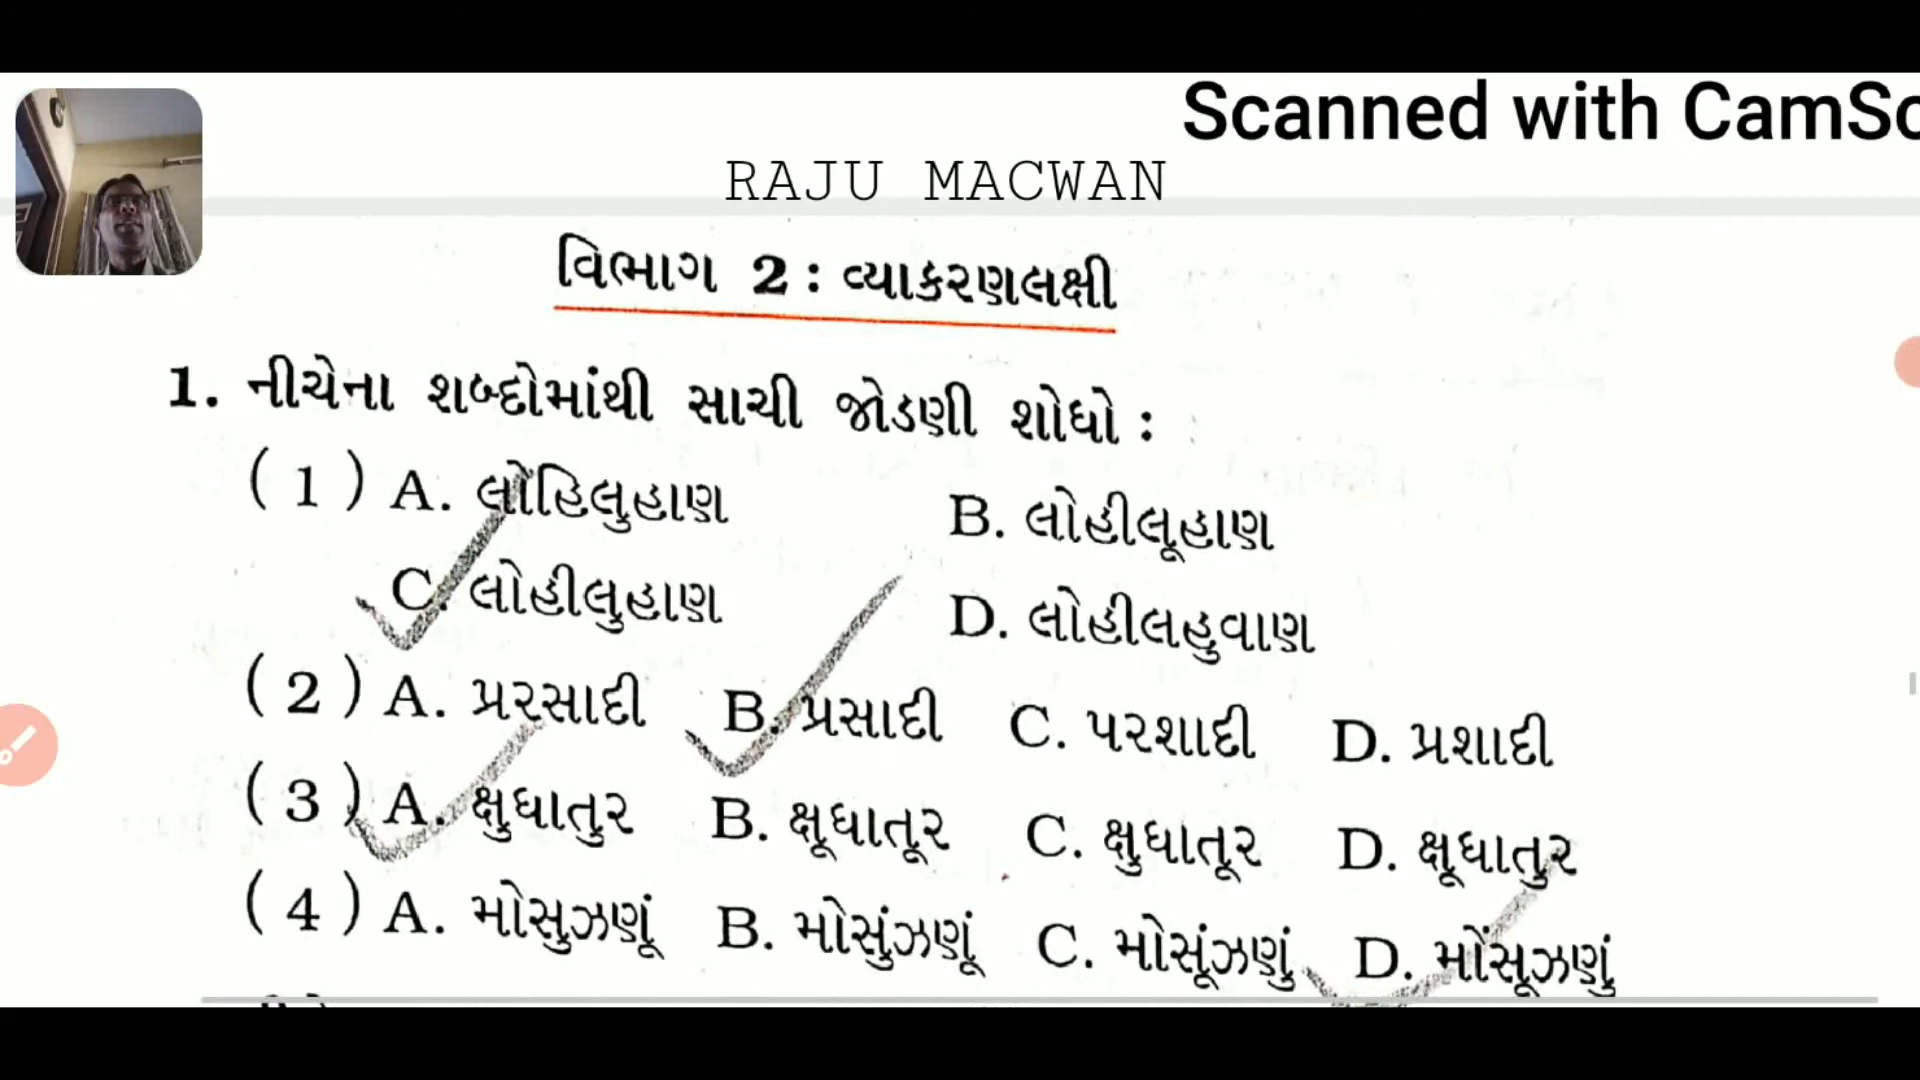 Scanned with CamSc
RAJU MACWAN
વિભાગ 2 : વ્યાકરણલક્ષી
1. નીચેના શબ્દોમાંથી સાચી જોડણી શોધો :
( 1 ) A. લોહિલુહાણ B. લોહીલૂહાણ
C. લોહીલુહાણ D. લોહીલહુવાણ
( 2 ) A. પ્રરસાદી B. પ્રસાદી C. પરશાદી D. પ્રશાદી
( 3 ) A. ક્ષુધાતુર B. ક્ષૂધાતૂર C. ક્ષુધાતૂર D. ક્ષૂધાતુર
( 4 ) A. મોસુઝણૂં B. મોસુંઝણૂં C. મોસૂંઝણું D. મોંસૂઝણું